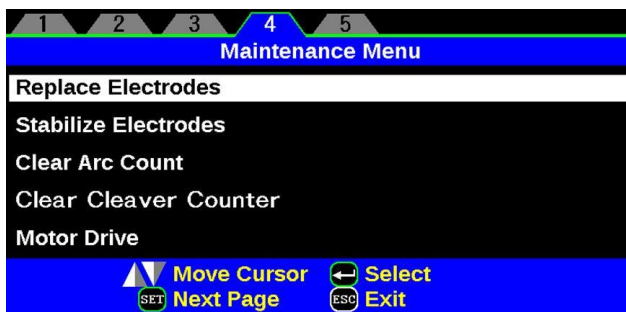 1 2 3 4 5
Maintenance Menu
Replace Electrodes
Stabilize Electrodes
Clear Arc Count
Clear Cleaver Counter
Motor Drive
Move Cursor Select
SET Next Page ESC Exit